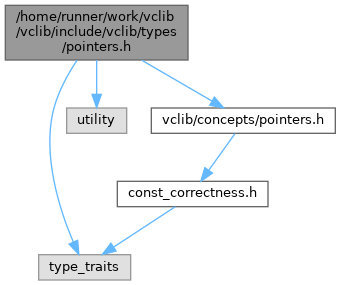 /home/runner/work/vclib
/vclib/include/vclib/types
/pointers.h
utility
vclib/concepts/pointers.h
const_correctness.h
type_traits